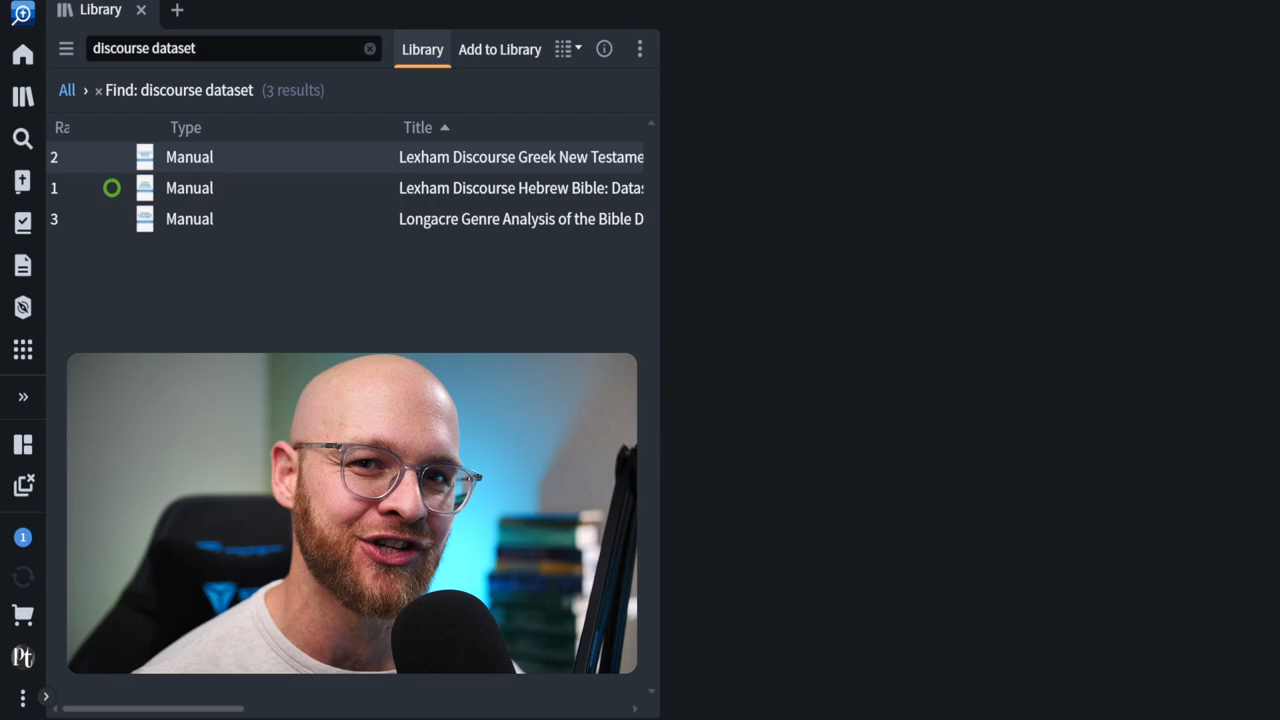 Library
discourse dataset
Library
Add to Library
All › × Find: discourse dataset (3 results)
Ra
Type
Title
2 Manual Lexham Discourse Greek New Testame
1 Manual Lexham Discourse Hebrew Bible: Datas
3 Manual Longacre Genre Analysis of the Bible D
1
Pt